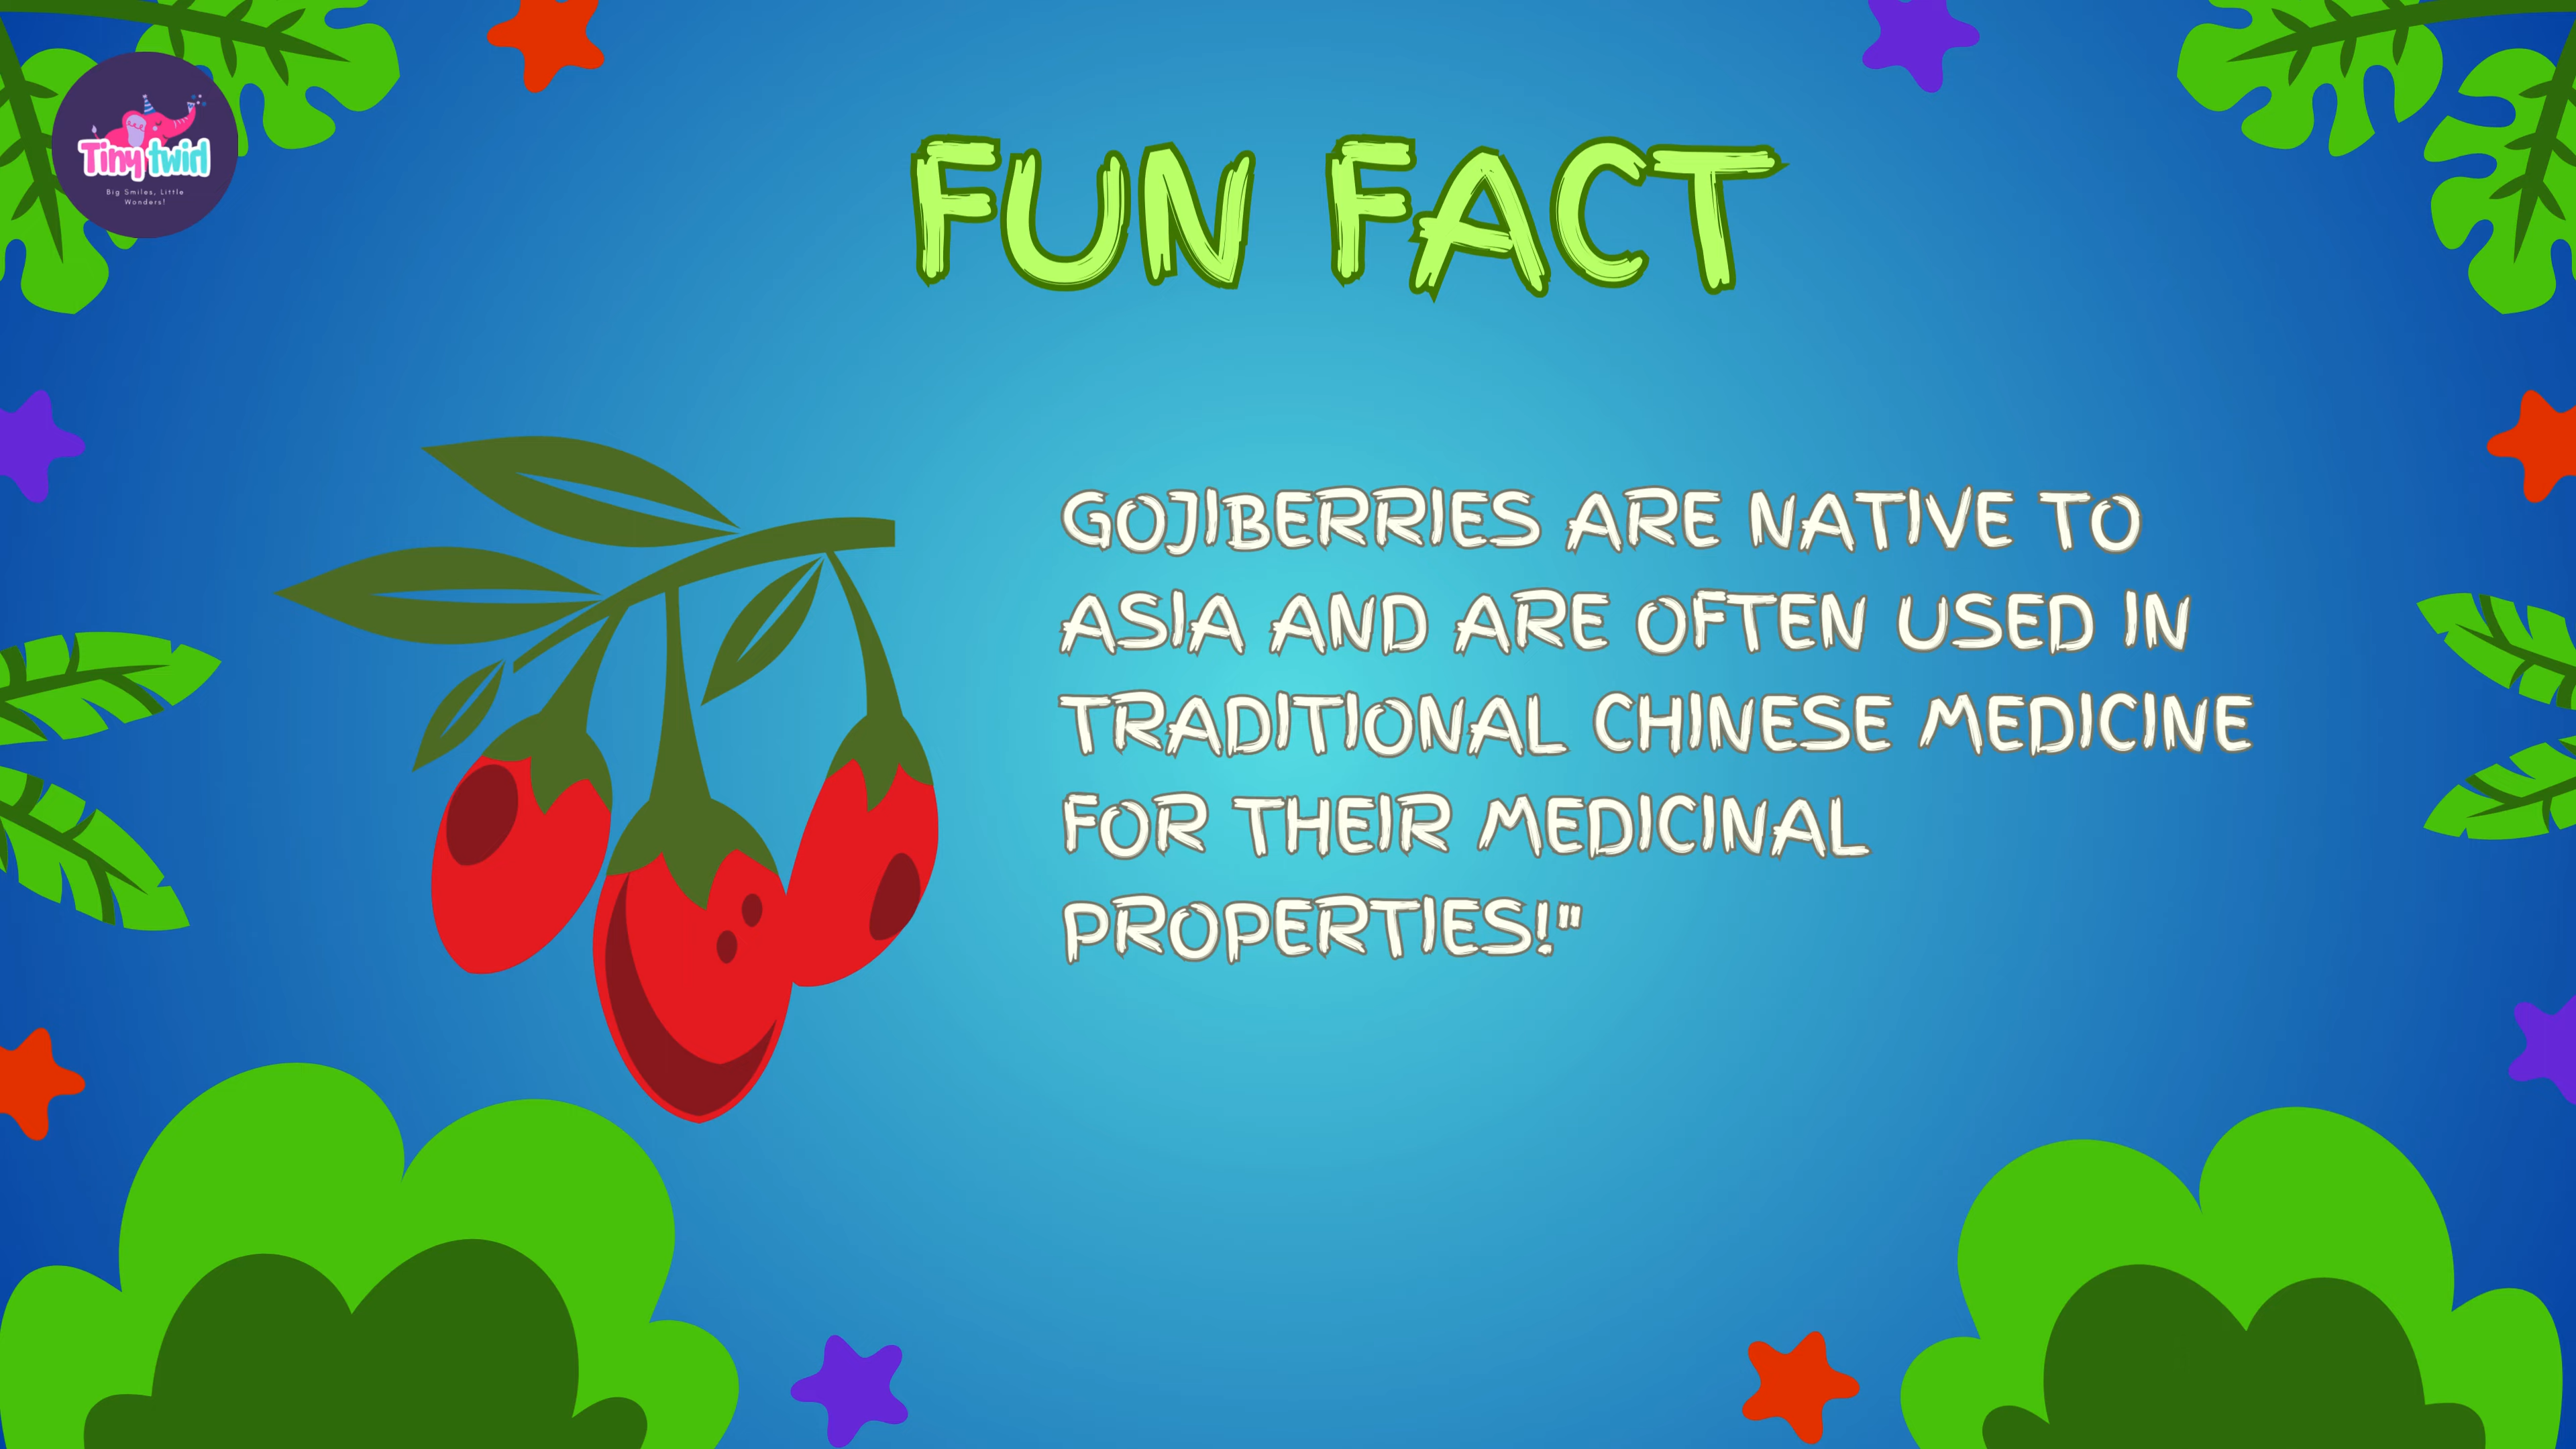 Tiny twirl
Big Smiles, Little
Wonders!
FUN FACT
GOJIBERRIES ARE NATIVE TO
ASIA AND ARE OFTEN USED IN
TRADITIONAL CHINESE MEDICINE
FOR THEIR MEDICINAL
PROPERTIES!"